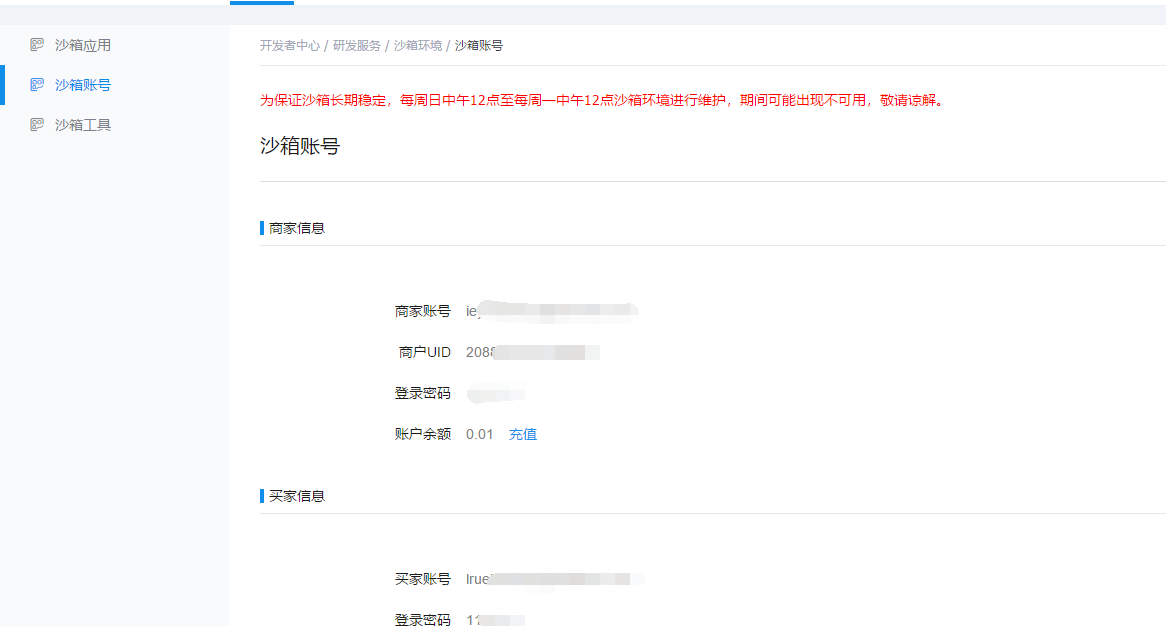 沙箱应用
沙箱账号
沙箱工具
开发者中心 / 研发服务 / 沙箱环境 / 沙箱账号
为保证沙箱长期稳定，每周日中午12点至每周一中午12点沙箱环境进行维护，期间可能出现不可用，敬请谅解。
沙箱账号
商家信息
商家账号 ie
商户UID 208
登录密码
账户余额 0.01 充值
买家信息
买家账号 lrue
登录密码 11